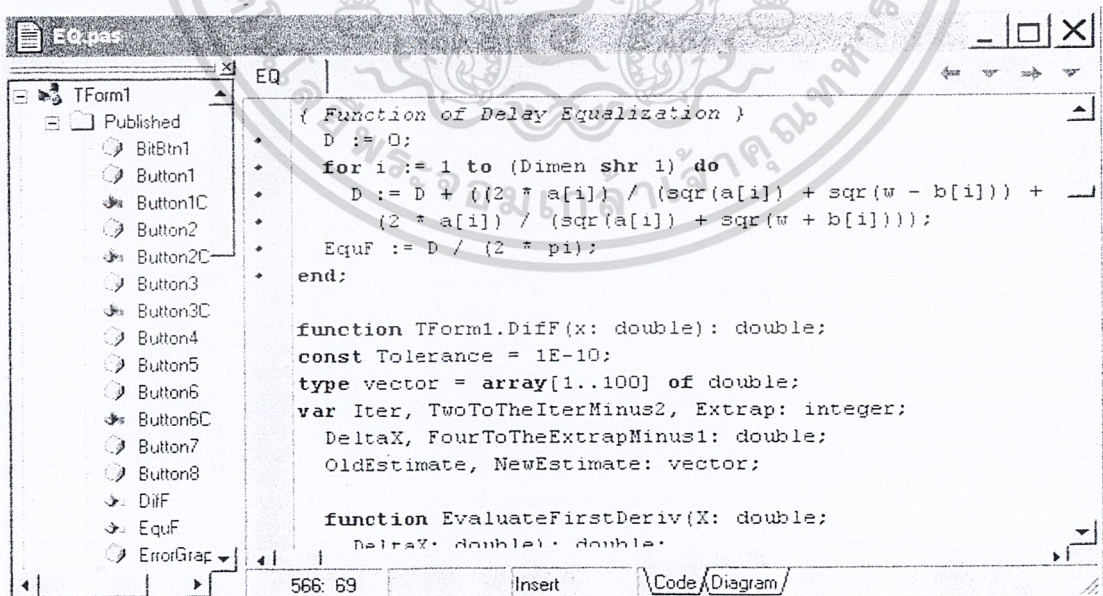 EQ.pas
EQ
TForm1
Published
BitBtn1
Button1
Button1C
Button2
Button2C
Button3
Button3C
Button4
Button5
Button6
Button6C
Button7
Button8
DifF
EquF
ErrorGrap
{ Function of Delay Equalization }
D := 0;
for i := 1 to (Dimen shr 1) do
D := D + ((2 * a[i]) / (sqr(a[i]) + sqr(w - b[i])) +
(2 * a[i]) / (sqr(a[i]) + sqr(w + b[i])));
EquF := D / (2 * pi);
end;
function TForm1.DifF(x: double): double;
const Tolerance = 1E-10;
type vector = array[1..100] of double;
var Iter, TwoToTheIterMinus2, Extrap: integer;
DeltaX, FourToTheExtrapMinus1: double;
OldEstimate, NewEstimate: vector;
function EvaluateFirstDeriv(X: double;
DeltaX: double): double;
566: 69
Insert
Code
Diagram